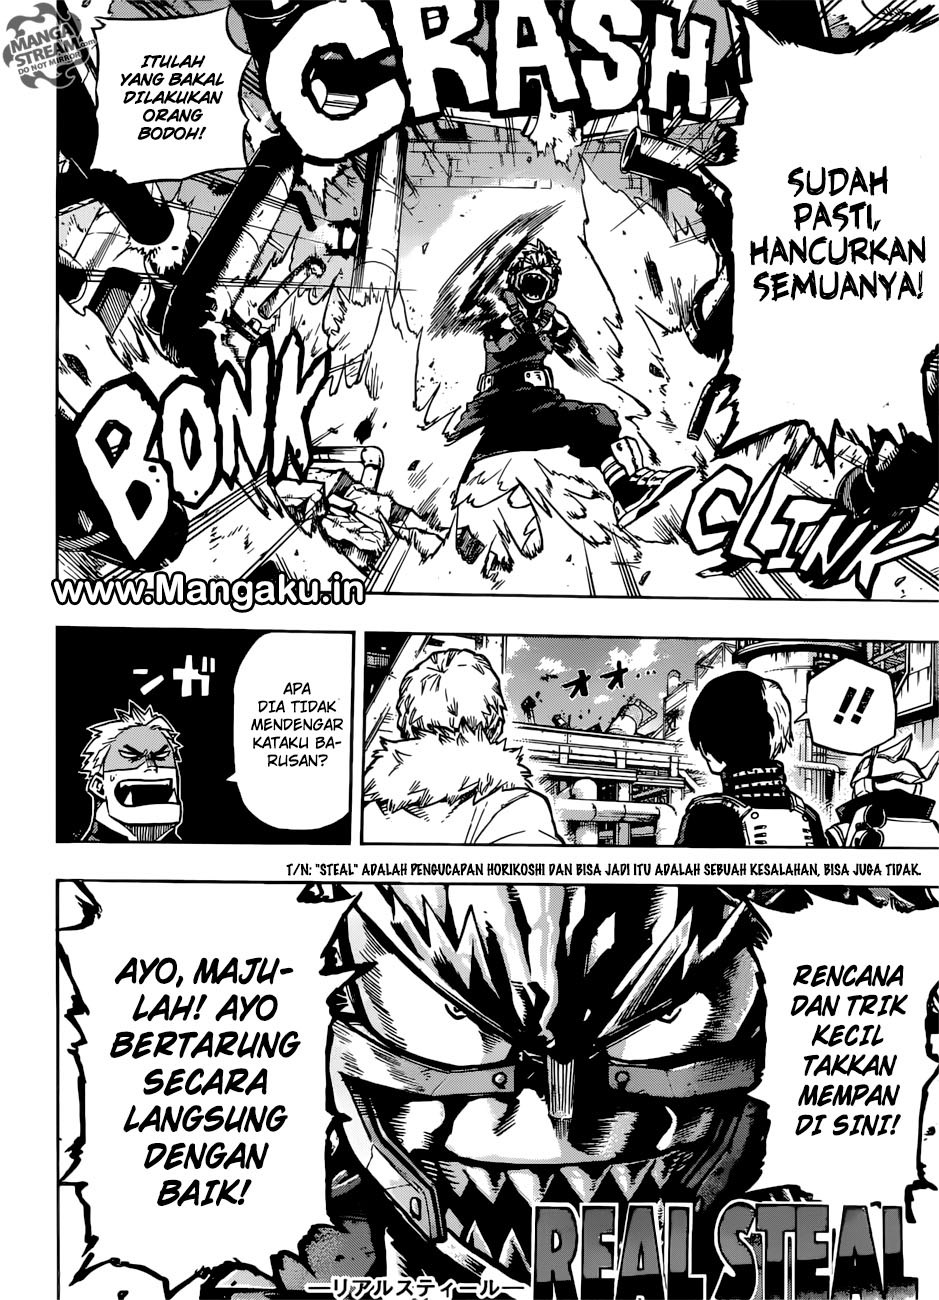 MANGA
STREAM.com
DO NOT MIRROR!
CRASH
SUDAH
PASTI,
HANCURKAN
SEMUANYA!
ITULAH
YANG BAKAL
DILAKUKAN
ORANG
BODOH!
BONK
CLINK
www.Mangaku.in
!!
オオ…
ンガ
APA
DIA TIDAK
MENDENGAR
KATAKU BA-
RUSAN?
T/N: "STEAL" ADALAH PENGUCAPAN HORIKOSHI DAN BISA JADI ITU ADALAH SEBUAH KESALAHAN, BISA JUGA TIDAK.
RENCANA
DAN TRIK
KECIL
TAKKAN
MEMPAN
DI SINI!
AYO, MAJU-
LAH! AYO
BERTARUNG
SECARA
LANGSUNG
DENGAN
BAIK!
REAL STEAL
—リアルスティール—